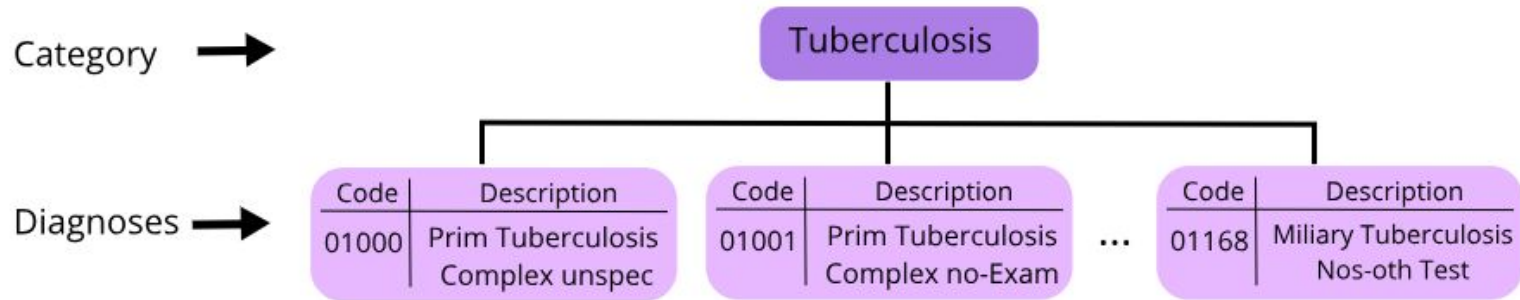 Category
Tuberculosis
Diagnoses
Code Description
01000 Prim Tuberculosis
Complex unspec
Code Description
01001 Prim Tuberculosis
Complex no-Exam
...
Code Description
01168 Miliary Tuberculosis
Nos-oth Test